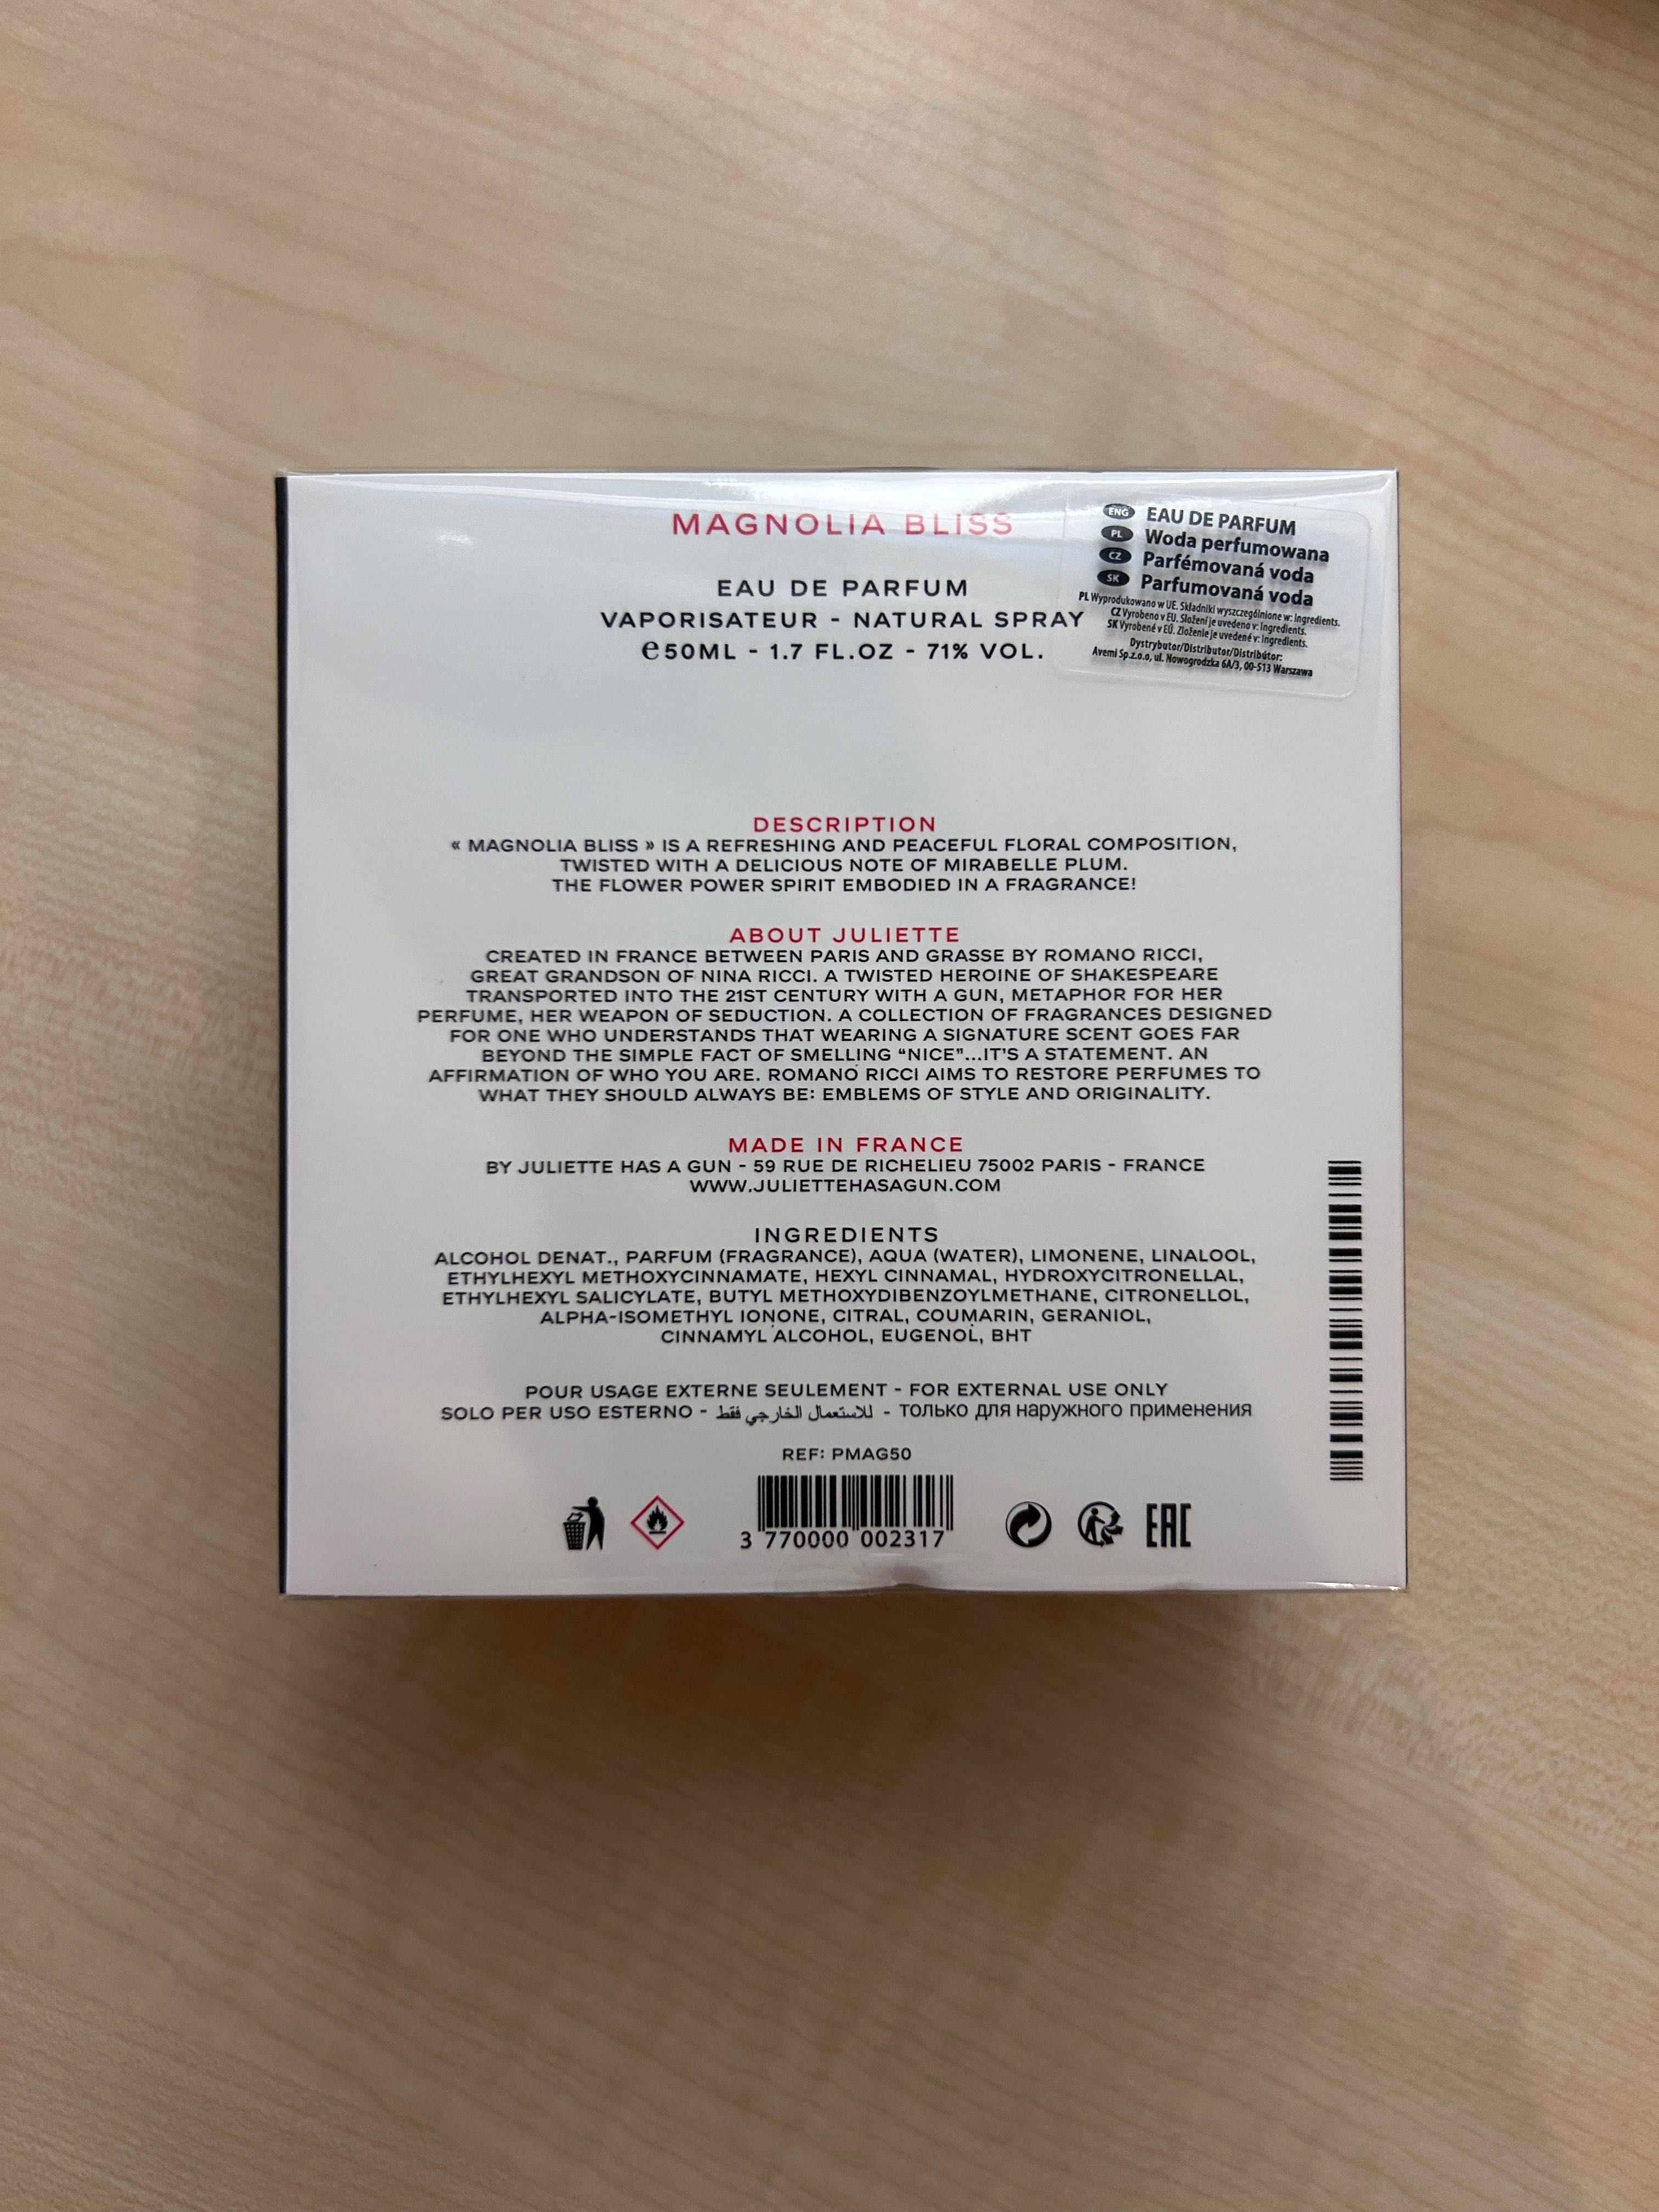 MAGNOLIA BLISS
EAU DE PARFUM
VAPORISATEUR - NATURAL SPRAY
℮50ML - 1.7 FL.OZ - 71% VOL.
ENG EAU DE PARFUM
PL Woda perfumowana
CZ Parfémovaná voda
SK Parfumovaná voda
PL Wyprodukowano w UE. Składniki wyszczególnione w: Ingredients.
CZ Vyrobeno v EU. Složení je uvedeno v: Ingredients.
SK Vyrobené v EÚ. Zloženie je uvedené v: Ingredients.
Dystrybutor/Distributor/Distribútor:
Avemi Sp.z.o.o, ul. Nowogrodzka 6A/3, 00-513 Warszawa
DESCRIPTION
« MAGNOLIA BLISS » IS A REFRESHING AND PEACEFUL FLORAL COMPOSITION,
TWISTED WITH A DELICIOUS NOTE OF MIRABELLE PLUM.
THE FLOWER POWER SPIRIT EMBODIED IN A FRAGRANCE!
ABOUT JULIETTE
CREATED IN FRANCE BETWEEN PARIS AND GRASSE BY ROMANO RICCI,
GREAT GRANDSON OF NINA RICCI. A TWISTED HEROINE OF SHAKESPEARE
TRANSPORTED INTO THE 21ST CENTURY WITH A GUN, METAPHOR FOR HER
PERFUME, HER WEAPON OF SEDUCTION. A COLLECTION OF FRAGRANCES DESIGNED
FOR ONE WHO UNDERSTANDS THAT WEARING A SIGNATURE SCENT GOES FAR
BEYOND THE SIMPLE FACT OF SMELLING “NICE”...IT'S A STATEMENT. AN
AFFIRMATION OF WHO YOU ARE. ROMANO RICCI AIMS TO RESTORE PERFUMES TO
WHAT THEY SHOULD ALWAYS BE: EMBLEMS OF STYLE AND ORIGINALITY.
MADE IN FRANCE
BY JULIETTE HAS A GUN - 59 RUE DE RICHELIEU 75002 PARIS - FRANCE
WWW.JULIETTEHASAGUN.COM
INGREDIENTS
ALCOHOL DENAT., PARFUM (FRAGRANCE), AQUA (WATER), LIMONENE, LINALOOL,
ETHYLHEXYL METHOXYCINNAMATE, HEXYL CINNAMAL, HYDROXYCITRONELLAL,
ETHYLHEXYL SALICYLATE, BUTYL METHOXYDIBENZOYLMETHANE, CITRONELLOL,
ALPHA-ISOMETHYL IONONE, CITRAL, COUMARIN, GERANIOL,
CINNAMYL ALCOHOL, EUGENOL, BHT
POUR USAGE EXTERNE SEULEMENT - FOR EXTERNAL USE ONLY
SOLO PER USO ESTERNO - للاستعمال الخارجي فقط - только для наружного применения
REF: PMAG50
3 770000 002317
EAC